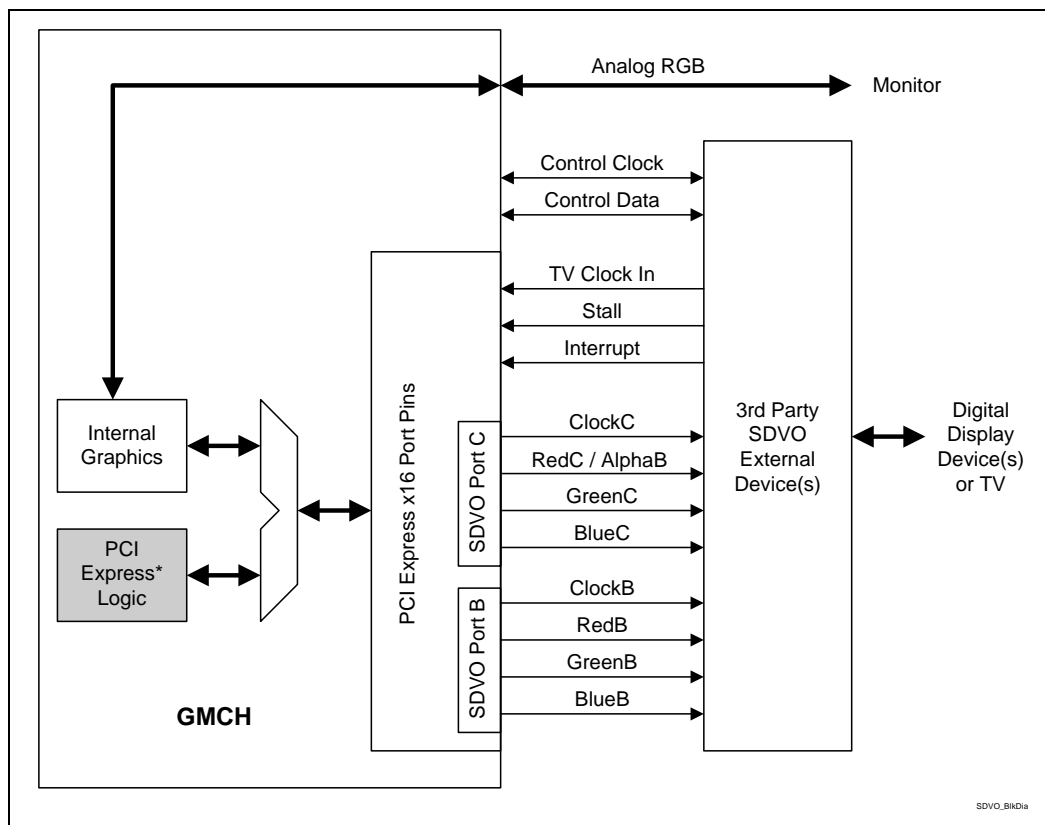 Analog RGB
Monitor
Control Clock
Control Data
TV Clock In
Stall
Interrupt
PCI Express x16 Port Pins
Internal
Graphics
PCI
Express*
Logic
GMCH
SDVO Port C
ClockC
RedC / AlphaB
GreenC
BlueC
SDVO Port B
ClockB
RedB
GreenB
BlueB
3rd Party
SDVO
External
Device(s)
Digital
Display
Device(s)
or TV
SDVO_BlkDia